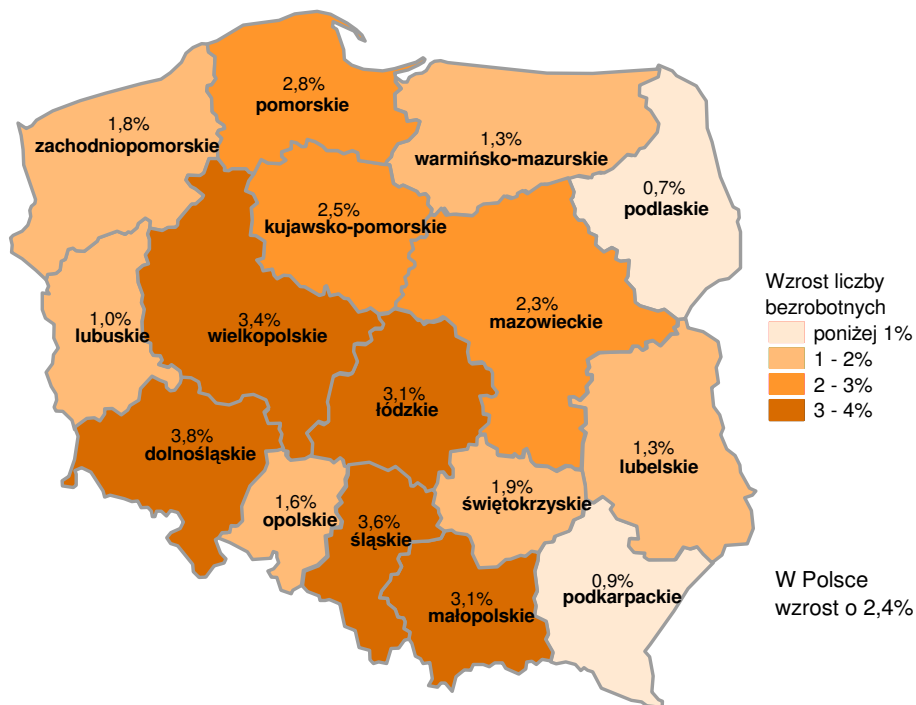 2,8%
pomorskie
1,8%
zachodniopomorskie
1,3%
warmińsko-mazurskie
0,7%
podlaskie
2,5%
kujawsko-pomorskie
2,3%
mazowieckie
1,0%
lubuskie
3,4%
wielkopolskie
3,1%
łódzkie
3,8%
dolnośląskie
1,3%
lubelskie
1,6%
opolskie
3,6%
śląskie
1,9%
świętokrzyskie
3,1%
małopolskie
0,9%
podkarpackie
Wzrost liczby
bezrobotnych
poniżej 1%
1 - 2%
2 - 3%
3 - 4%
W Polsce
wzrost o 2,4%